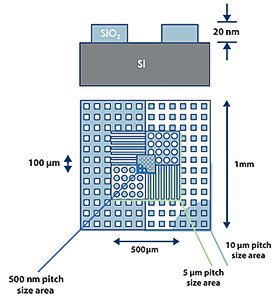 SiO2
20 nm
Si
100 µm
1mm
500µm
500 nm pitch
size area
5 µm pitch
size area
10 µm pitch
size area